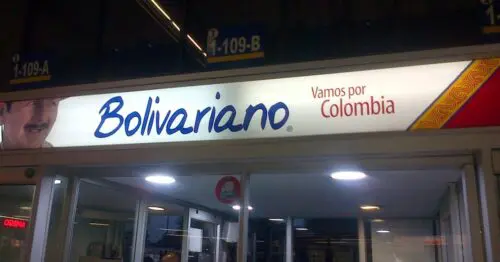 1-109-A
1-109-B
Bolivariano®
Vamos por
Colombia